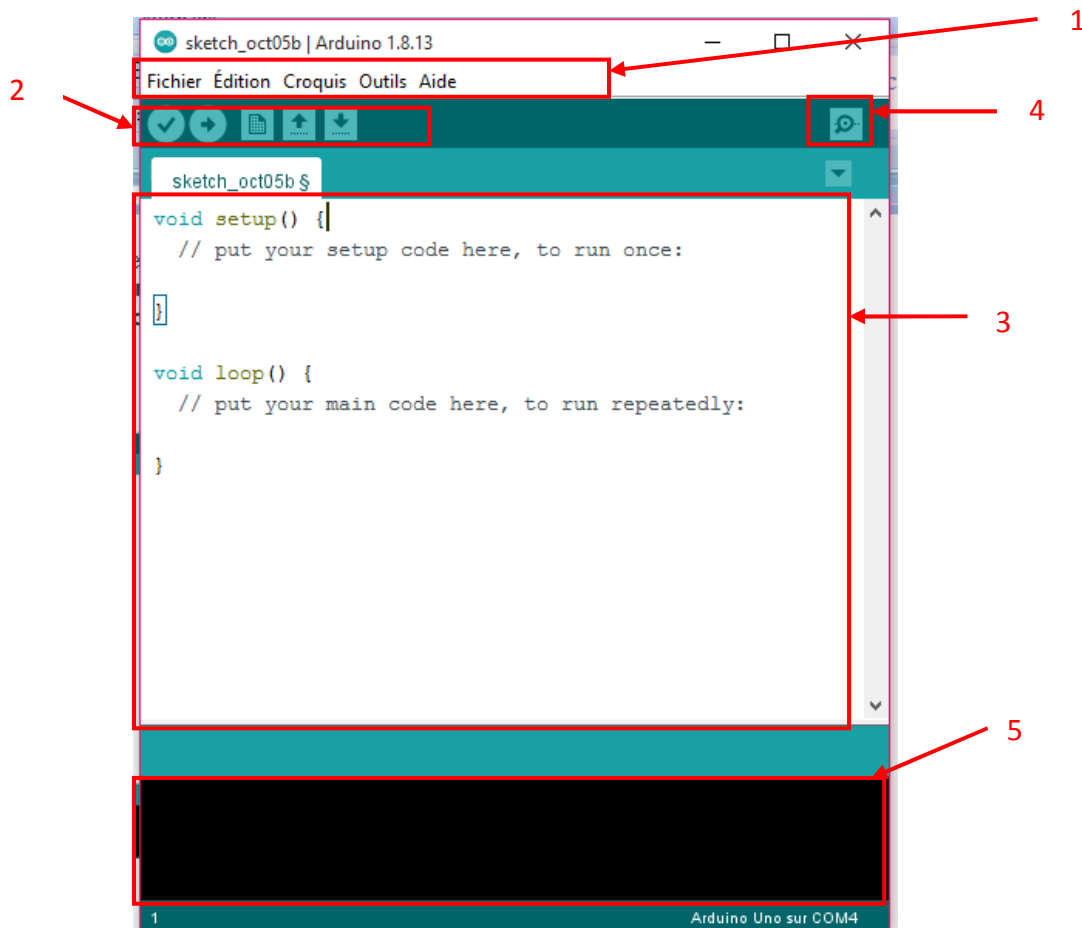 1
sketch_oct05b | Arduino 1.8.13
Fichier Édition Croquis Outils Aide
2
4
sketch_oct05b §
void setup() {
// put your setup code here, to run once:
}
3
void loop() {
// put your main code here, to run repeatedly:
}
5
1
Arduino Uno sur COM4